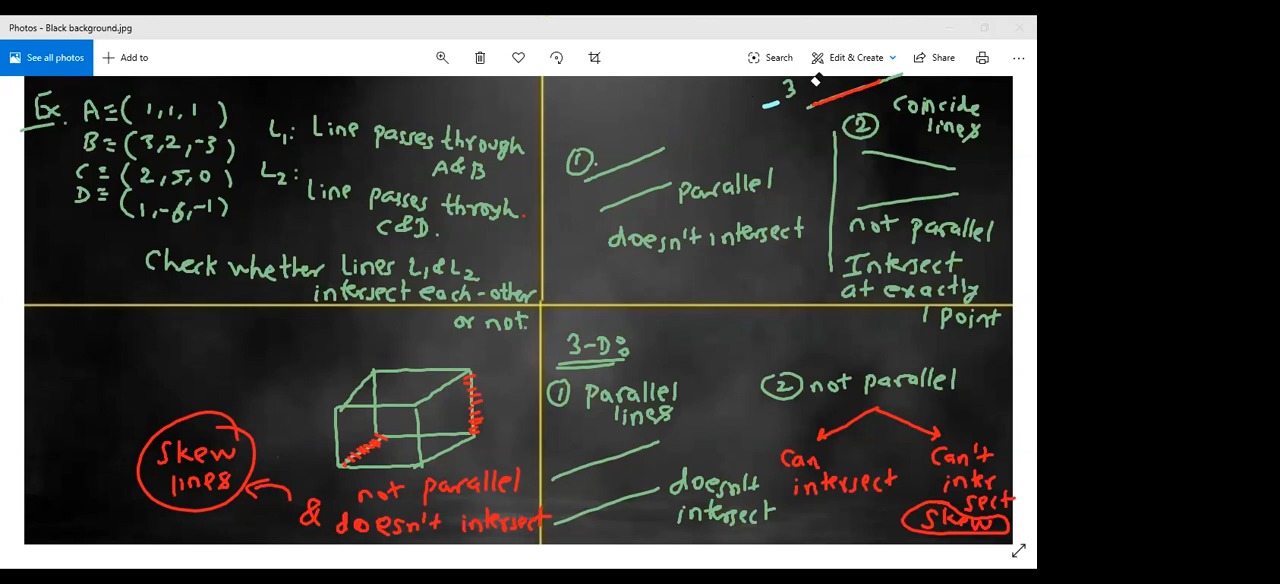 Photos - Black background.jpg
See all photos
Add to
Search
Edit & Create
Share
Ex. A≡(1,1,1)
B≡(3,2,-3)
C≡(2,5,0)
D≡(1,-6,-1)
L₁: Line passes through
A&B
L₂: Line passes through
C&D.
Check whether Lines L₁&L₂
intersect each-other
or not.
①
parallel
doesn't intersect
3
coincide
lines
②
not parallel
Intersect
at exactly
1 point
skew
lines
not parallel
& doesn't intersect
3-D:
① parallel
lines
doesn't
intersect
② not parallel
can
intersect
can't
inter
sect
skew